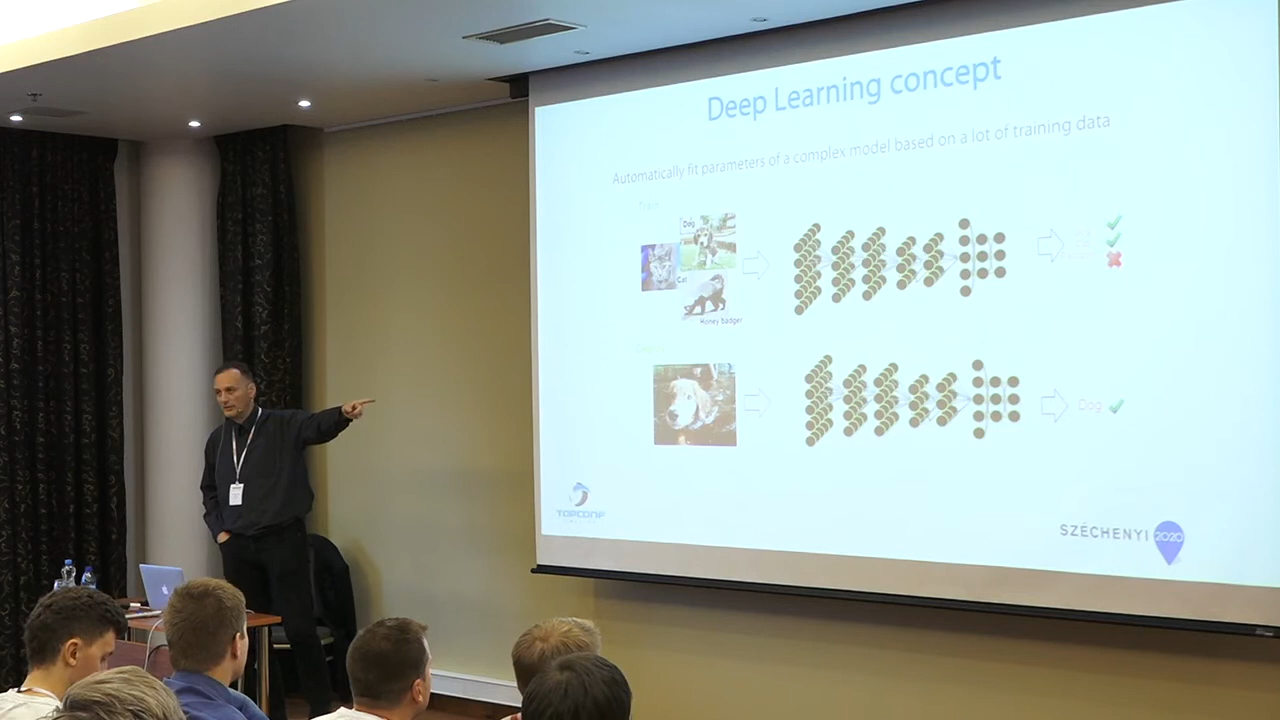 Deep Learning concept
Automatically fit parameters of a complex model based on a lot of training data
Train
Dog
Cat
Honey badger
Dog
TOPCONF
SZÉCHENYI 2020